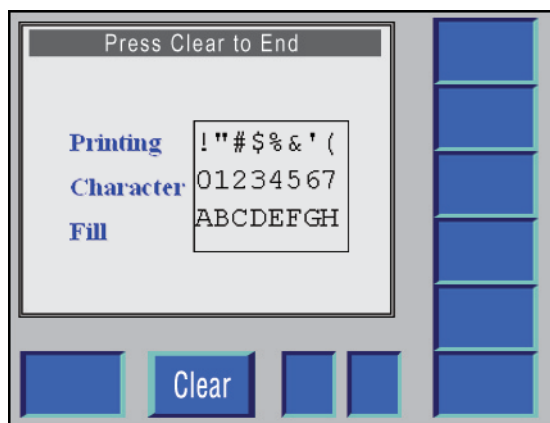 Press Clear to End
Printing
!"#$%&'(
Character
01234567
Fill
ABCDEFGH
Clear